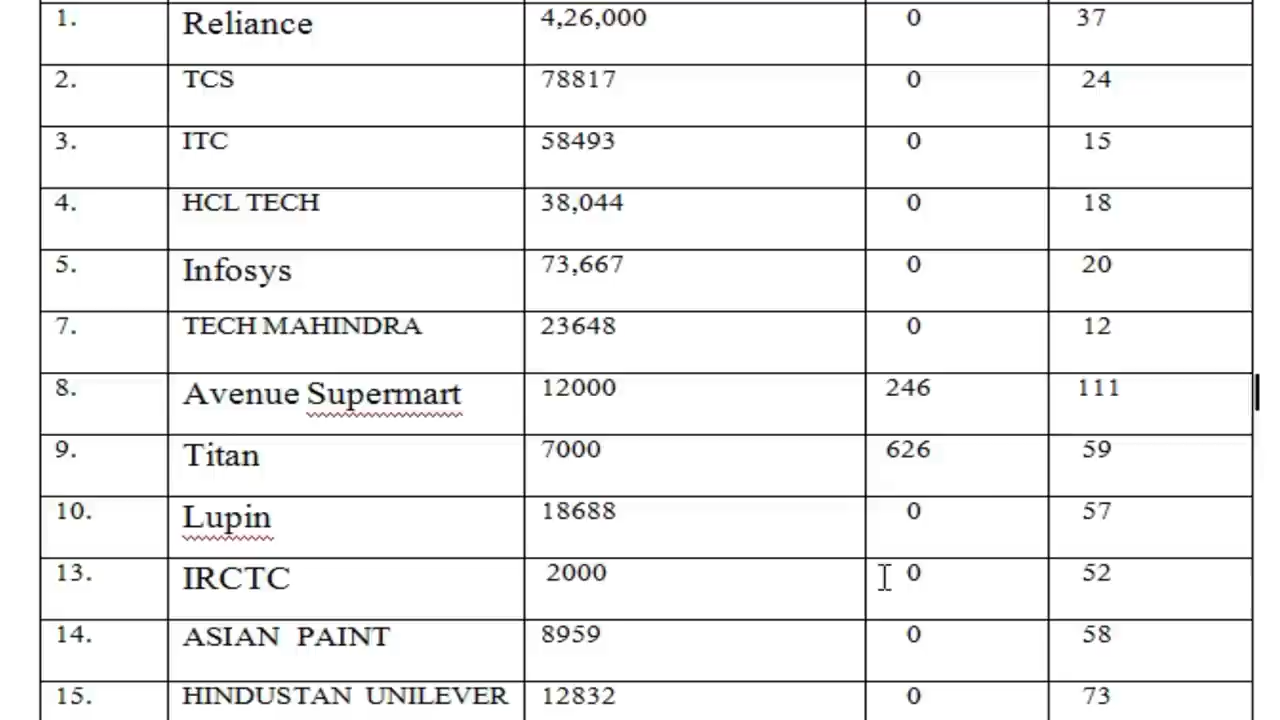 1. Reliance 4,26,000 0 37
2. TCS 78817 0 24
3. ITC 58493 0 15
4. HCL TECH 38,044 0 18
5. Infosys 73,667 0 20
7. TECH MAHINDRA 23648 0 12
8. Avenue Supermart 12000 246 111
9. Titan 7000 626 59
10. Lupin 18688 0 57
13. IRCTC 2000 0 52
14. ASIAN PAINT 8959 0 58
15. HINDUSTAN UNILEVER 12832 0 73